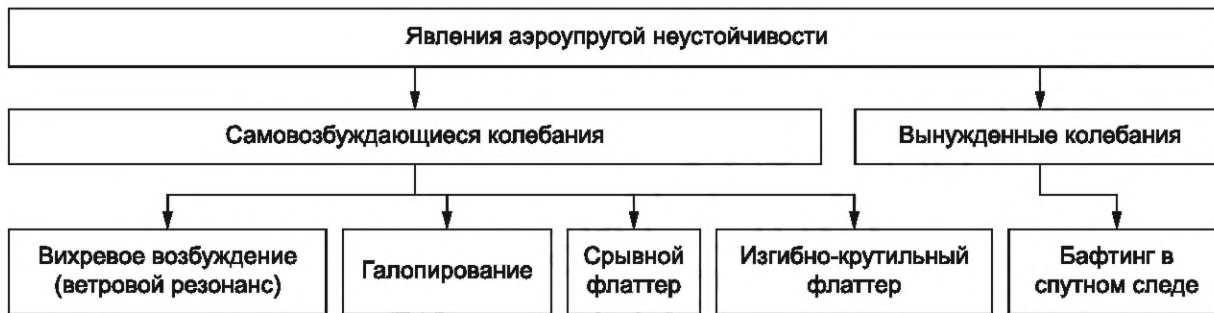 Явления аэроупругой неустойчивости
Самовозбуждающиеся колебания
Вынужденные колебания
Вихревое возбуждение
(ветровой резонанс)
Галопирование
Срывной
флаттер
Изгибно-крутильный
флаттер
Бафтинг в
спутном следе